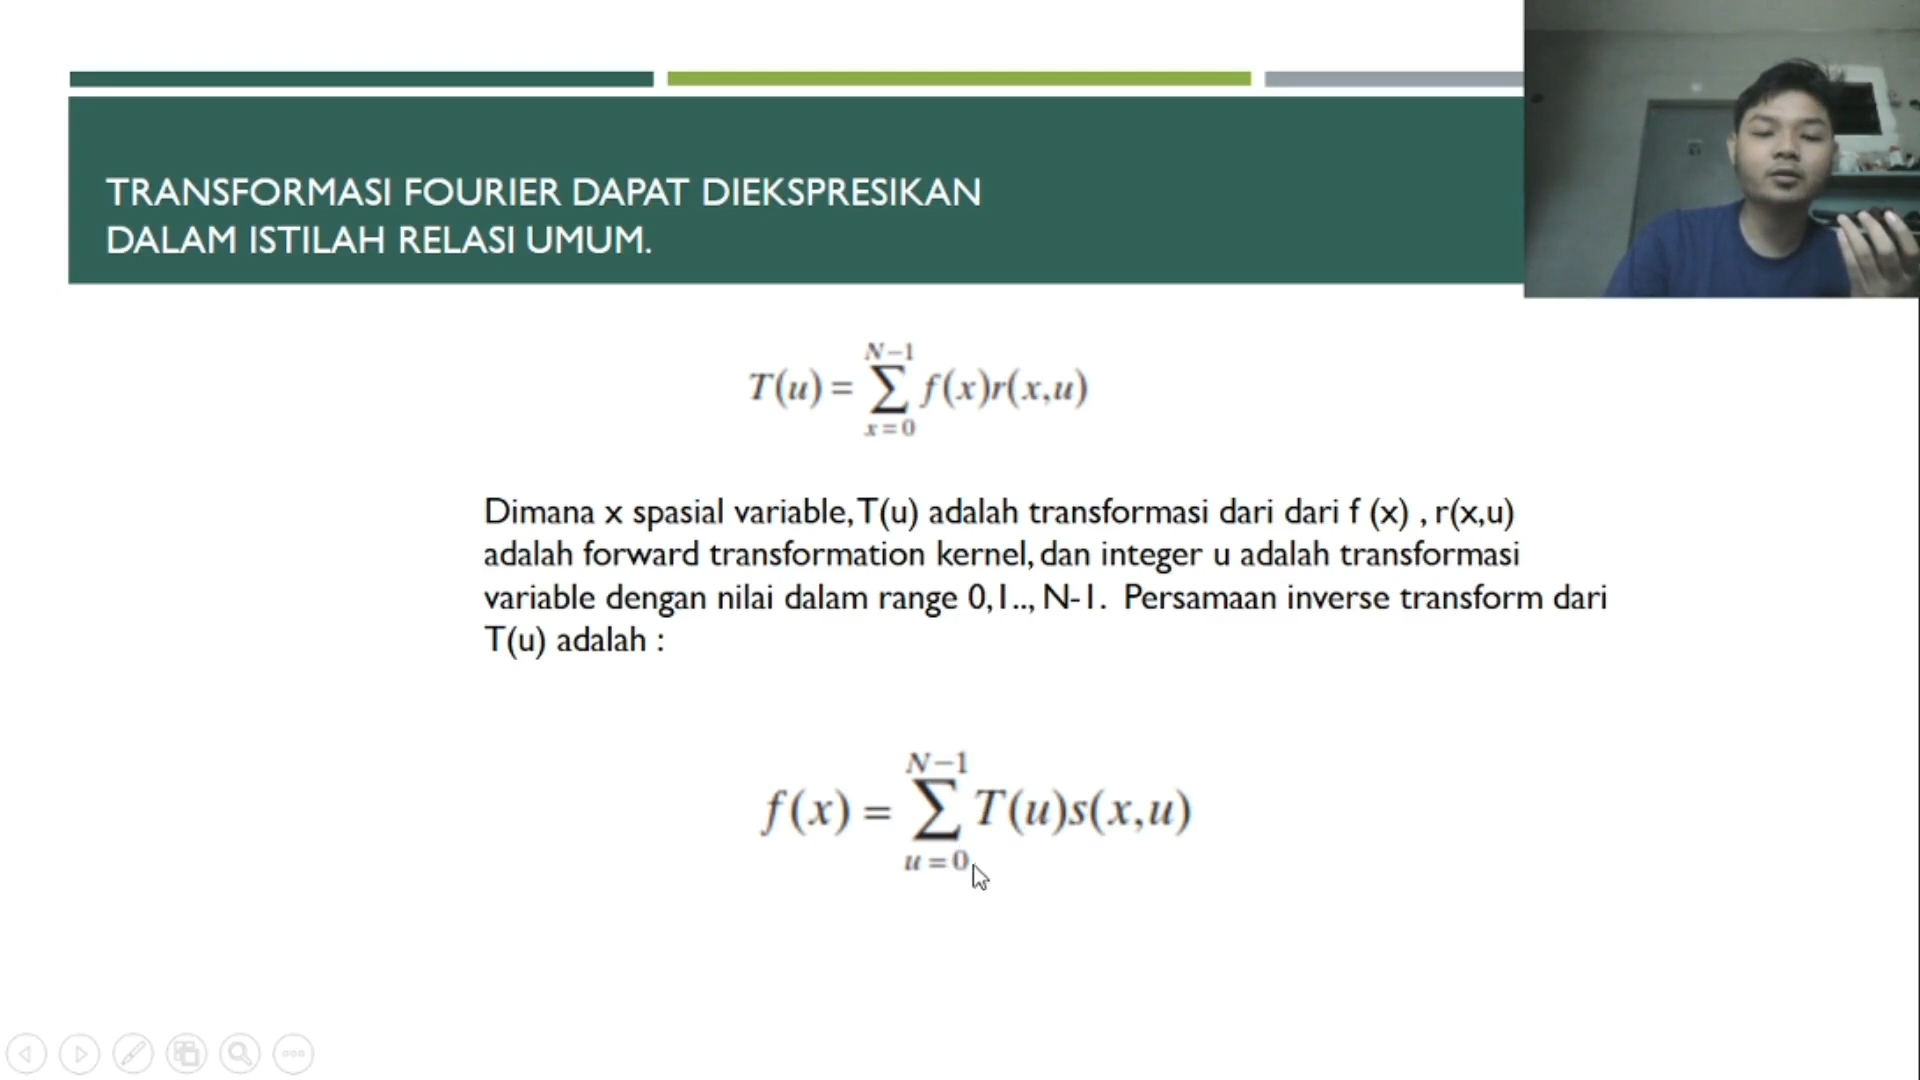 TRANSFORMASI FOURIER DAPAT DIEKSPRESIKAN
DALAM ISTILAH RELASI UMUM.
T(u) = \sum_{x=0}^{N-1} f(x)r(x,u)
Dimana x spasial variable, T(u) adalah transformasi dari dari f (x) , r(x,u)
adalah forward transformation kernel, dan integer u adalah transformasi
variable dengan nilai dalam range 0,1.., N-1. Persamaan inverse transform dari
T(u) adalah :
f(x) = \sum_{u=0}^{N-1} T(u)s(x,u)